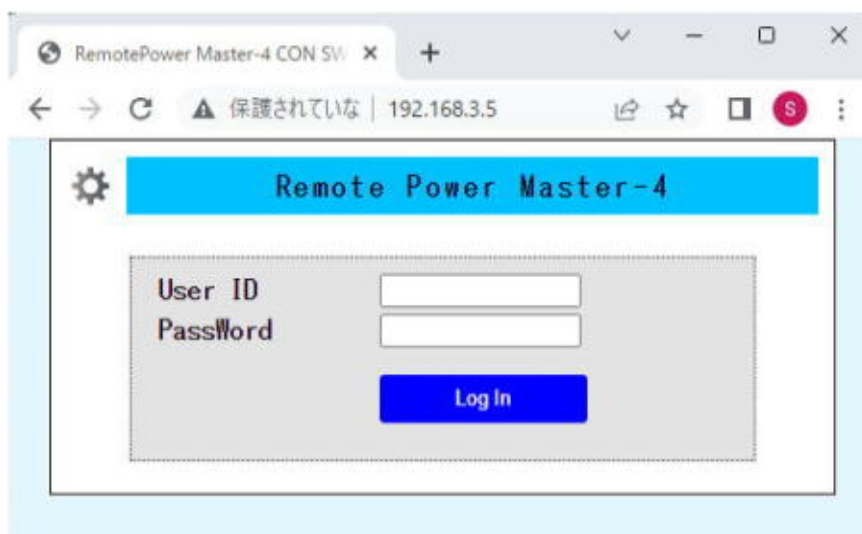 RemotePower Master-4 CON SW
保護されていな 192.168.3.5
S
Remote Power Master-4
User ID
PassWord
Log In